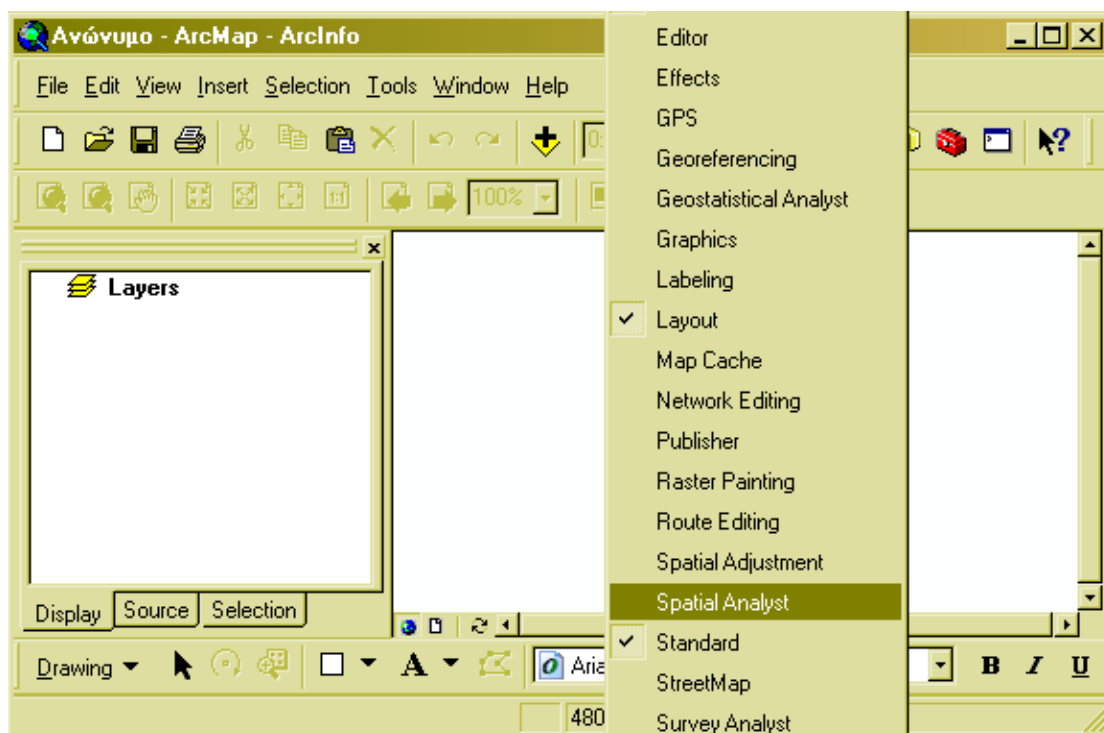 Ανώνυμο - ArcMap - ArcInfo
File Edit View Insert Selection Tools Window Help
100%
1:1
Layers
Display Source Selection
Drawing A B I U
480
Editor
Effects
GPS
Georeferencing
Geostatistical Analyst
Graphics
Labeling
Layout
Map Cache
Network Editing
Publisher
Raster Painting
Route Editing
Spatial Adjustment
Spatial Analyst
Standard
StreetMap
Survey Analyst